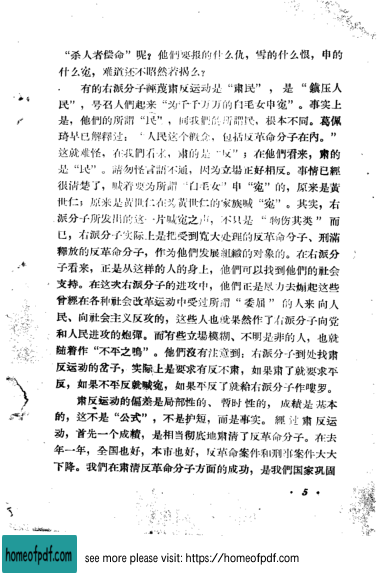 “杀人者偿命”呢？他們要报的什么仇，雪的什么恨，申的
什么冤，难道还不昭然若揭么？
有的右派分子誣蔑肃反运动是“肃民”，是“鎮压人
民”，号召人們起来“为千千万万的白毛女申冤”。事实上
是，他們的所謂“民”，同我們的所謂民，根本不同。葛佩
琦早已解釋过：“人民这个概念，包括反革命分子在内。”
这就难怪，在我們看来，肃的是“反”；在他們看来，肃的
是“民”。請勿怪言語不通，因为立場正好相反。事情已經
很清楚了，喊着要为所謂“白毛女”申“冤”的，原来是黃
世仁；原来是黃世仁在为黃世仁的家族喊“冤”。其实，右
派分子所发出的这一片喊冤之声，不只是“物伤其类”而
已，右派分子实际上是把受到寬大处理的反革命分子、刑滿
釋放的反革命分子，作为他們发展組織的对象的。在右派分
子看来，正是从这样的人的身上，他們可以找到他們的社会
支持。在这次右派分子的进攻中，他們正是尽力去煽起这些
曾經在各种社会改革运动中受过所謂“委屈”的人来向人
民、向社会主义反攻的，这些人也就果然作了右派分子向党
和人民进攻的炮彈。而有些立場模糊、不明是非的人，也就
随着作“不平之鳴”。他們沒有注意到：右派分子到处找肃
反运动的岔子，实际上是要求有反不肃，如果肃了就要求平
反，如果不平反就喊冤，如果平反了就給右派分子作嘍罗。
肃反运动的偏差是局部性的、暫时性的，成績是基本
的，这不是“公式”，不是护短，而是事实。經过肃反运
动，首先一个成績，是相当彻底地肃清了反革命分子。在去
年一年，全国也好，本市也好，反革命案件和刑事案件大大
下降。我們在肃清反革命分子方面的成功，是我們国家巩固
· 5 ·
homeofpdf.com
see more please visit: https://homeofpdf.com